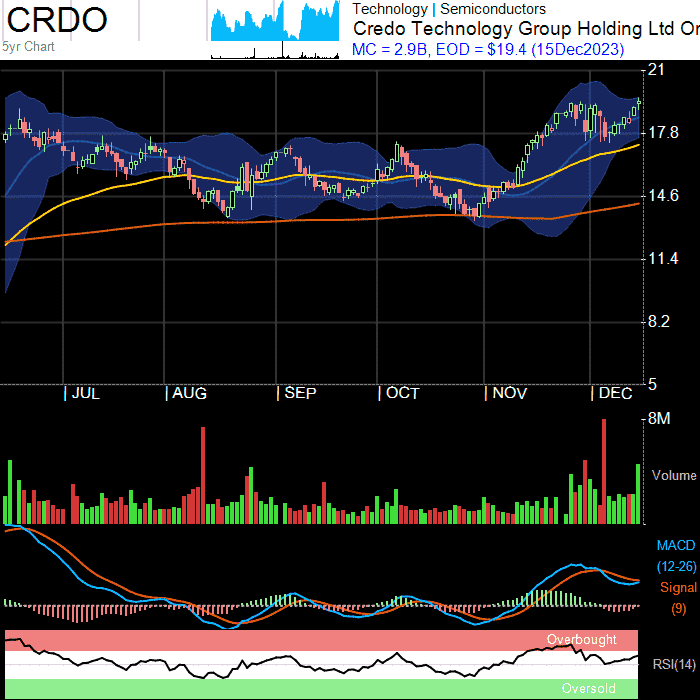 CRDO
5yr Chart
Technology | Semiconductors
Credo Technology Group Holding Ltd Or
MC = 2.9B, EOD = $19.4 (15Dec2023)
21
17.8
14.6
11.4
8.2
5
JUL AUG SEP OCT NOV DEC
8M
Volume
MACD
(12-26)
Signal
(9)
Overbought
RSI(14)
Oversold